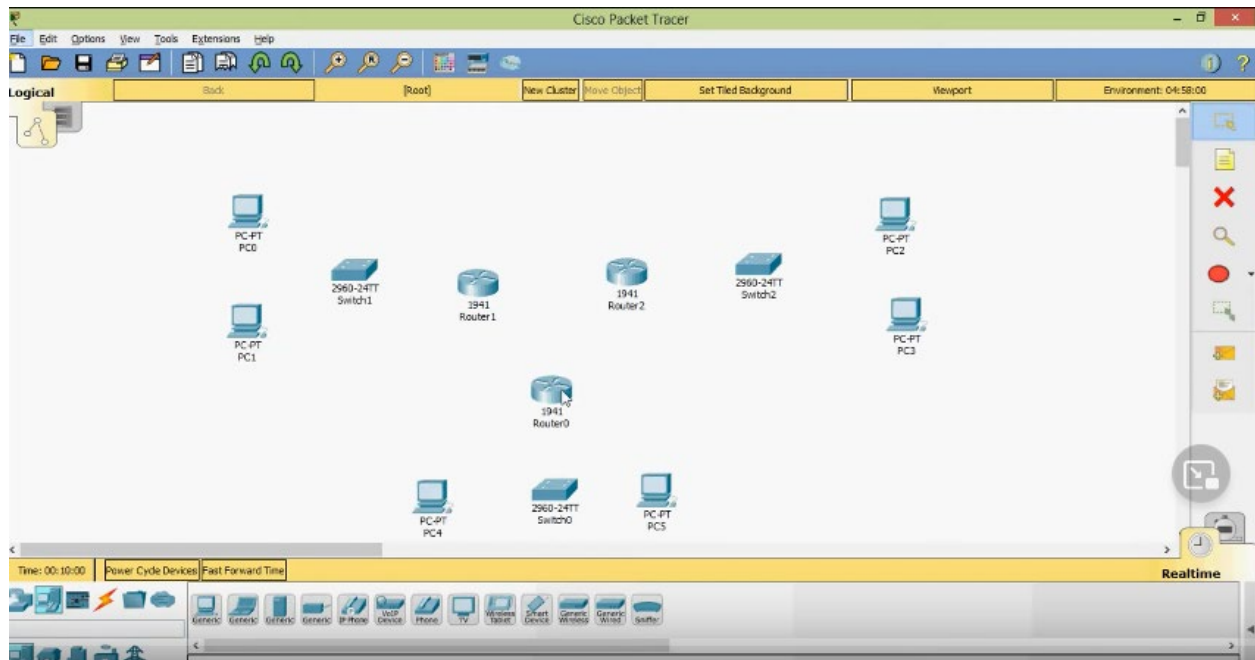 Cisco Packet Tracer
File Edit Options View Tools Extensions Help
Logical Back [Root] New Cluster Move Object Set Tiled Background Viewport Environment: 04:58:00
PC-PT
PC0
PC-PT
PC2
2960-24TT
Switch1
1941
Router1
1941
Router2
2960-24TT
Switch2
PC-PT
PC1
PC-PT
PC3
1941
Router0
PC-PT
PC4
2960-24TT
Switch0
PC-PT
PC5
Time: 00:10:00 Power Cycle Devices Fast Forward Time Realtime
Generic Generic Generic Generic IP Phone VoIP Device Phone TV Wireless Tablet Smart Device Generic Wireless Generic Wired Sniffer